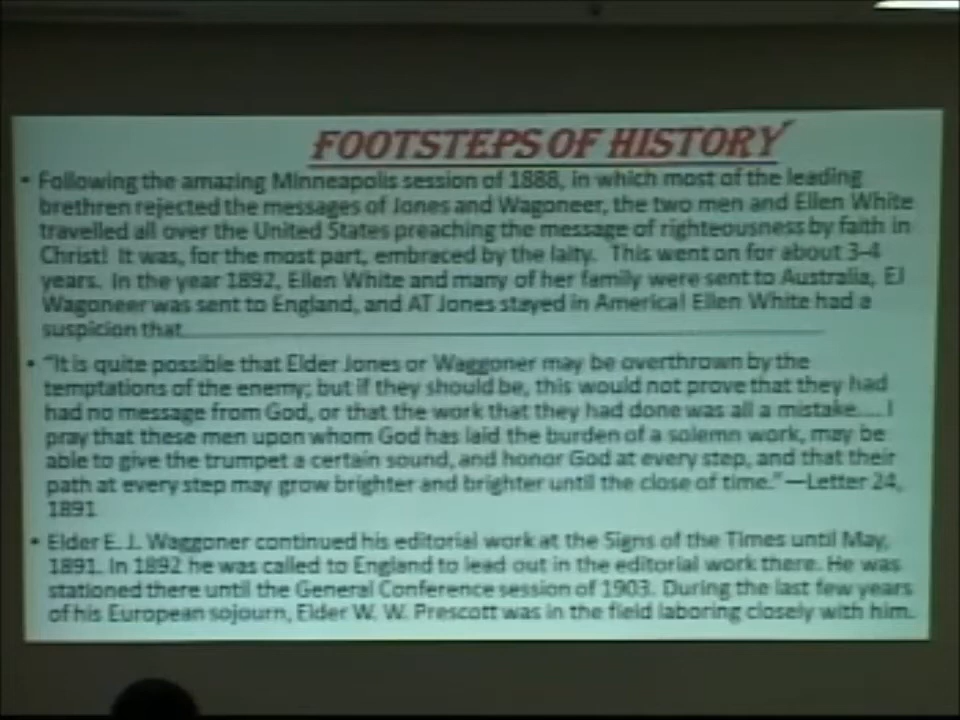 FOOTSTEPS OF HISTORY
• Following the amazing Minneapolis session of 1888, in which most of the leading
brethren rejected the messages of Jones and Wagoneer, the two men and Ellen White
travelled all over the United States preaching the message of righteousness by faith in
Christ! It was, for the most part, embraced by the laity. This went on for about 3-4
years. In the year 1892, Ellen White and many of her family were sent to Australia, EJ
Wagoneer was sent to England, and AT Jones stayed in America! Ellen White had a
suspicion that
• "It is quite possible that Elder Jones or Waggoner may be overthrown by the
temptations of the enemy; but if they should be, this would not prove that they had
had no message from God, or that the work that they had done was all a mistake.... I
pray that these men upon whom God has laid the burden of a solemn work, may be
able to give the trumpet a certain sound, and honor God at every step, and that their
path at every step may grow brighter and brighter until the close of time."—Letter 24,
1891
• Elder E. J. Waggoner continued his editorial work at the Signs of the Times until May,
1891. In 1892 he was called to England to lead out in the editorial work there. He was
stationed there until the General Conference session of 1903. During the last few years
of his European sojourn, Elder W. W. Prescott was in the field laboring closely with him.